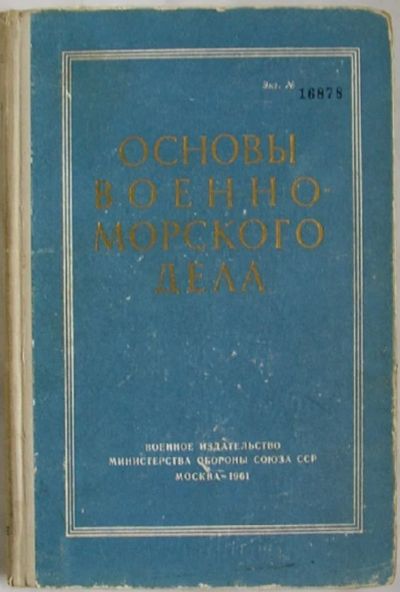 Экз. № 16878
ОСНОВЫ
ВОЕННО-
МОРСКОГО
ДЕЛА
ВОЕННОЕ ИЗДАТЕЛЬСТВО
МИНИСТЕРСТВА ОБОРОНЫ СОЮЗА ССР
МОСКВА–1961